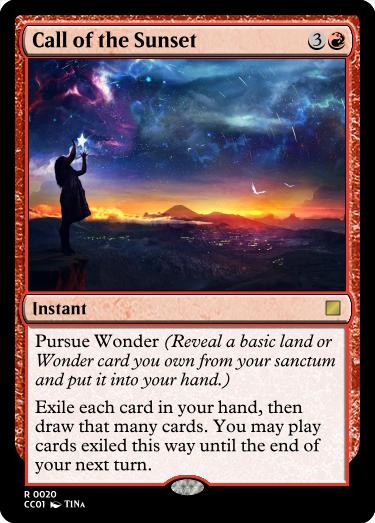 Call of the Sunset 3
Instant
Pursue Wonder (Reveal a basic land or
Wonder card you own from your sanctum
and put it into your hand.)
Exile each card in your hand, then
draw that many cards. You may play
cards exiled this way until the end of
your next turn.
R 0020
CC01 TINA